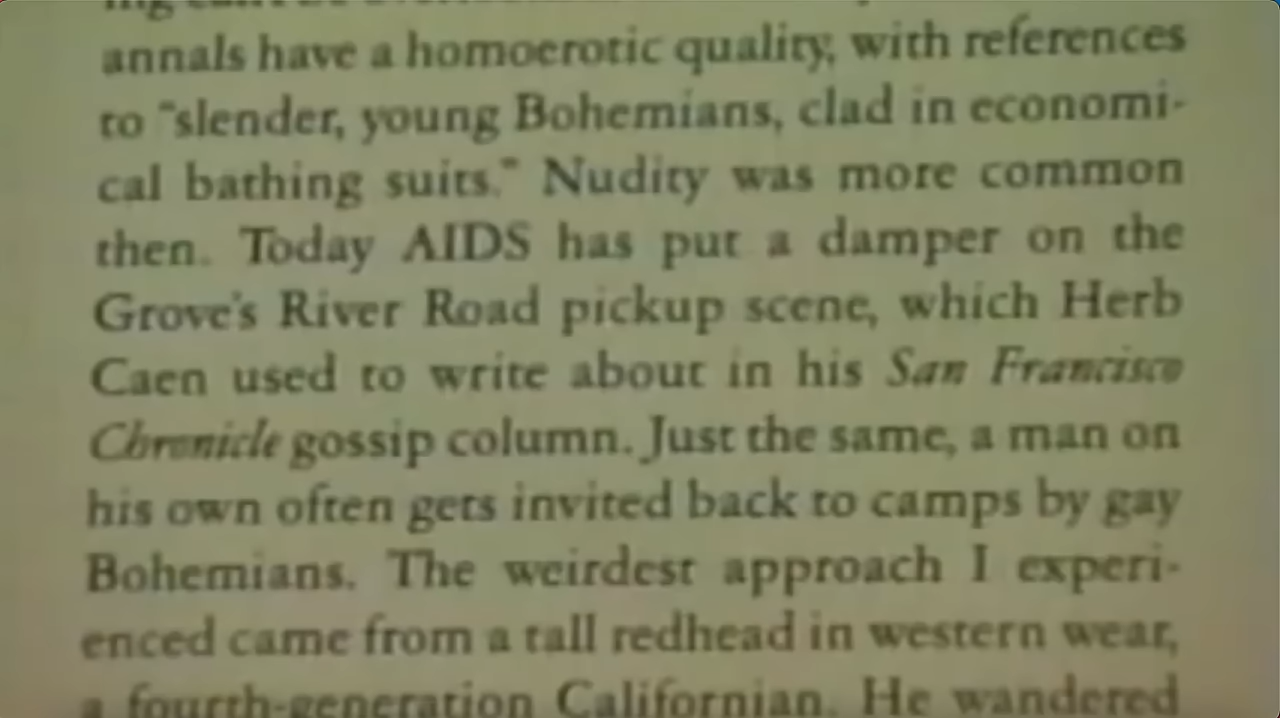 annals have a homoerotic quality, with references
to "slender, young Bohemians, clad in economi-
cal bathing suits." Nudity was more common
then. Today AIDS has put a damper on the
Grove's River Road pickup scene, which Herb
Caen used to write about in his San Francisco
Chronicle gossip column. Just the same, a man on
his own often gets invited back to camps by gay
Bohemians. The weirdest approach I experi-
enced came from a tall redhead in western wear,
a fourth-generation Californian. He wandered